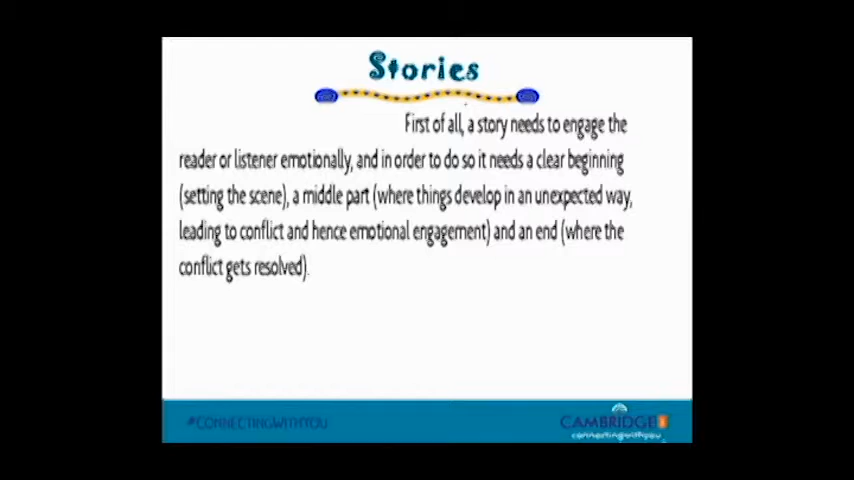 Stories
First of all, a story needs to engage the
reader or listener emotionally, and in order to do so it needs a clear beginning
(setting the scene), a middle part (where things develop in an unexpected way,
leading to conflict and hence emotional engagement) and an end (where the
conflict gets resolved).
#CONNECTINGWITHYOU
CAMBRIDGE
connectingwithyou